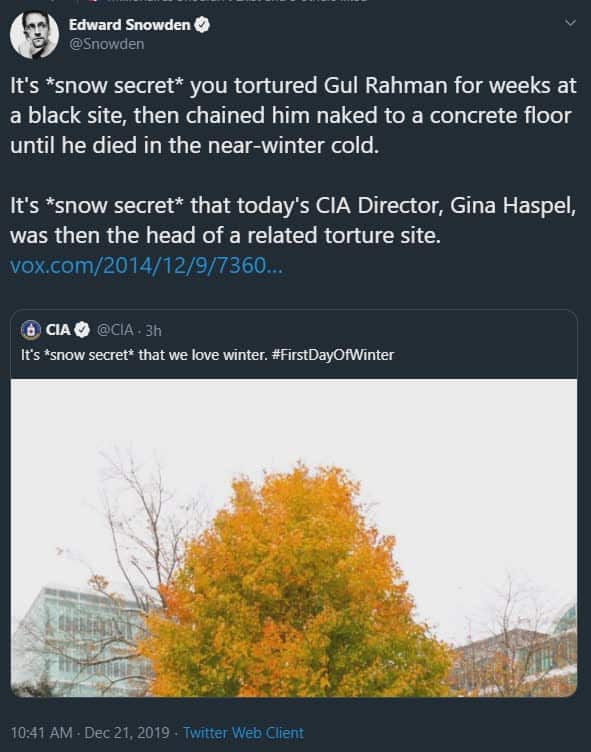 Edward Snowden
@Snowden
It's *snow secret* you tortured Gul Rahman for weeks at
a black site, then chained him naked to a concrete floor
until he died in the near-winter cold.
It's *snow secret* that today's CIA Director, Gina Haspel,
was then the head of a related torture site.
vox.com/2014/12/9/7360...
CIA @CIA · 3h
It's *snow secret* that we love winter. #FirstDayOfWinter
10:41 AM · Dec 21, 2019 · Twitter Web Client